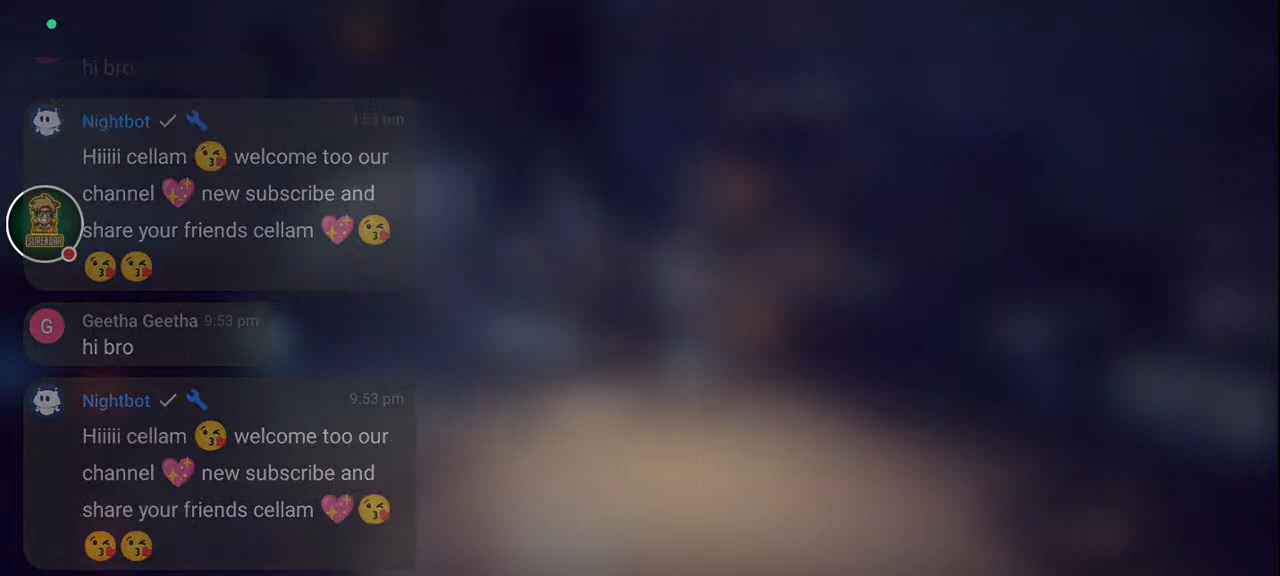 hi bro
Nightbot
Hiiiii cellam 😘 welcome too our
channel 💖 new subscribe and
share your friends cellam 💖😘
😘😘
SURENDAR
Geetha Geetha 9:53 pm
G
hi bro
Nightbot 9:53 pm
Hiiiii cellam 😘 welcome too our
channel 💖 new subscribe and
share your friends cellam 💖😘
😘😘